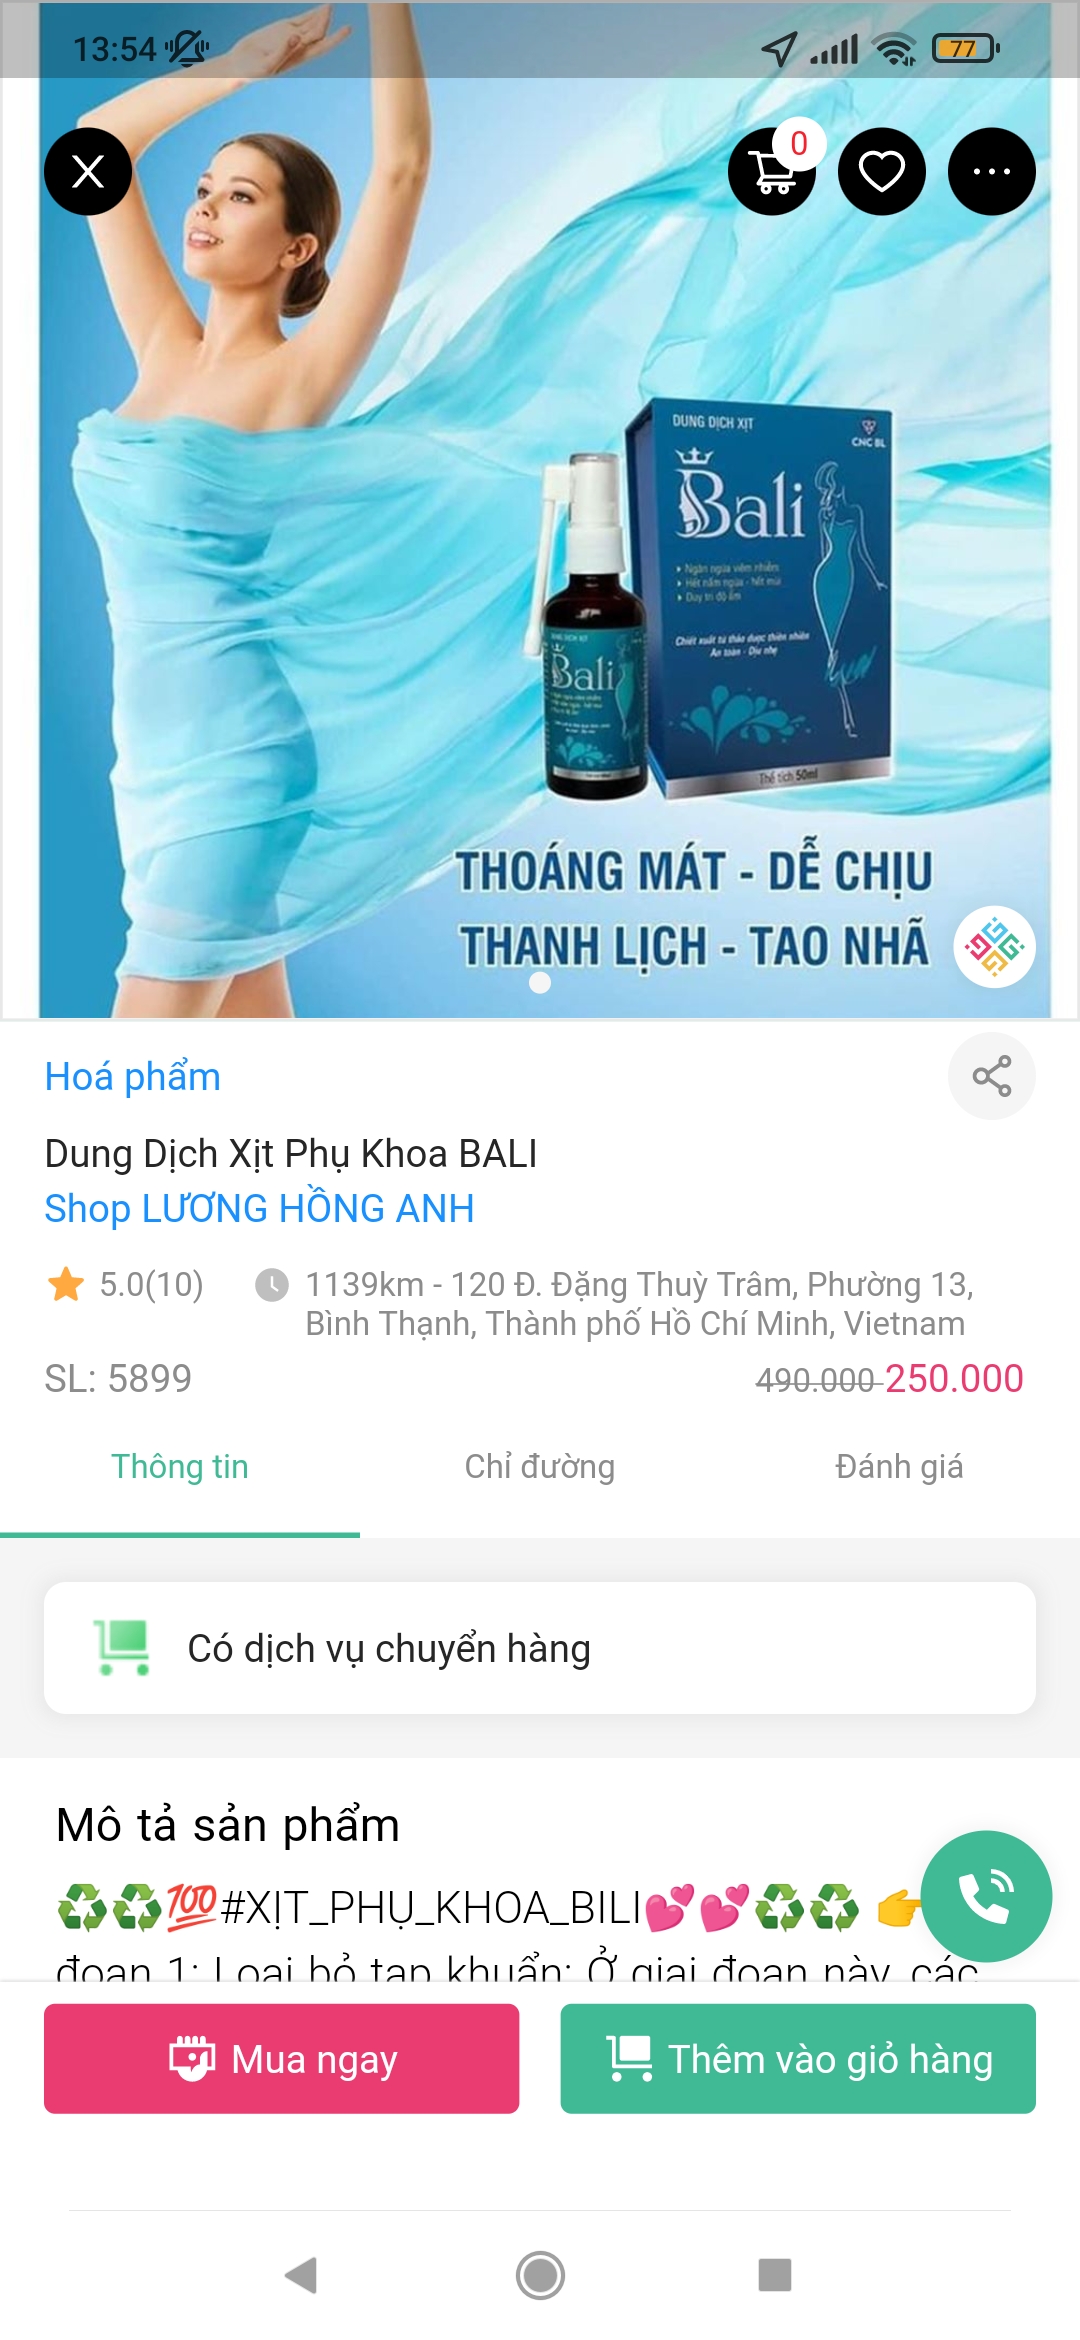 13:54
77
0
DUNG DỊCH XỊT
CNC BL
Bali
Ngăn ngừa viêm nhiễm
Hết nấm ngứa - hết mùi
Duy trì độ ẩm
Chiết xuất từ thảo dược thiên nhiên
An toàn - Dịu nhẹ
Bali
Thể tích 50ml
THOÁNG MÁT - DỄ CHỊU
THANH LỊCH - TAO NHÃ
Hoá phẩm
Dung Dịch Xịt Phụ Khoa BALI
Shop LƯƠNG HỒNG ANH
5.0(10)
1139km - 120 Đ. Đặng Thuỳ Trâm, Phường 13,
Bình Thạnh, Thành phố Hồ Chí Minh, Vietnam
SL: 5899
490.000 250.000
Thông tin
Chỉ đường
Đánh giá
Có dịch vụ chuyển hàng
Mô tả sản phẩm
♻️♻️💯#XỊT_PHỤ_KHOA_BILI💕💕♻️♻️ 👉
đoạn 1: Loại bỏ tạp khuẩn: Ở giai đoạn này, các
Mua ngay
Thêm vào giỏ hàng